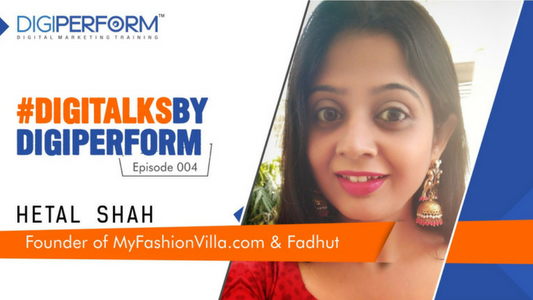 DIGIPERFORM™
DIGITAL MARKETING TRAINING
#DIGITALKSBY
DIGIPERFORM
Episode 004
HETAL SHAH
Founder of MyFashionVilla.com & Fadhut